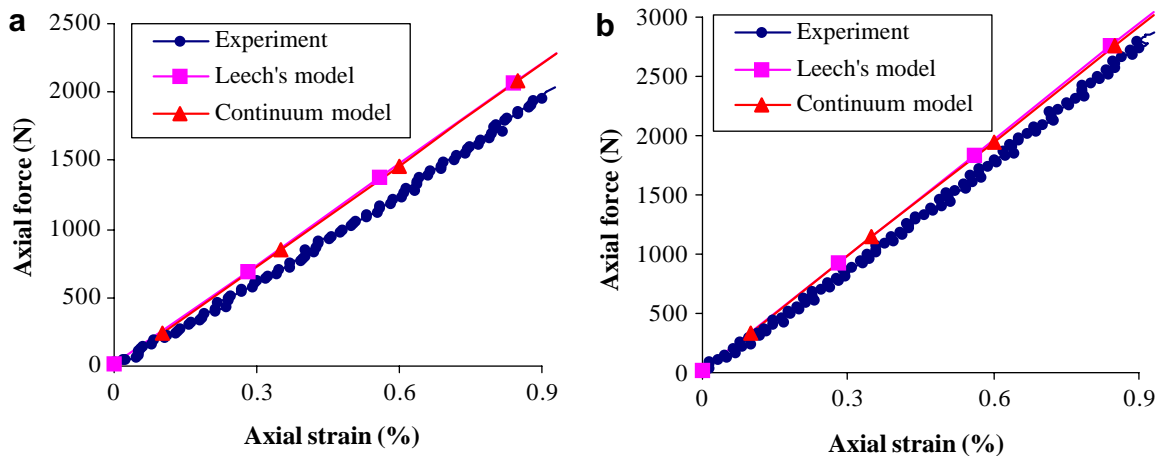 a
2500
2000
1500
1000
500
0
0 0.3 0.6 0.9
Axial force (N)
Axial strain (%)
Experiment
Leech's model
Continuum model
b
3000
2500
2000
1500
1000
500
0
0 0.3 0.6 0.9
Axial force (N)
Axial strain (%)
Experiment
Leech's model
Continuum model